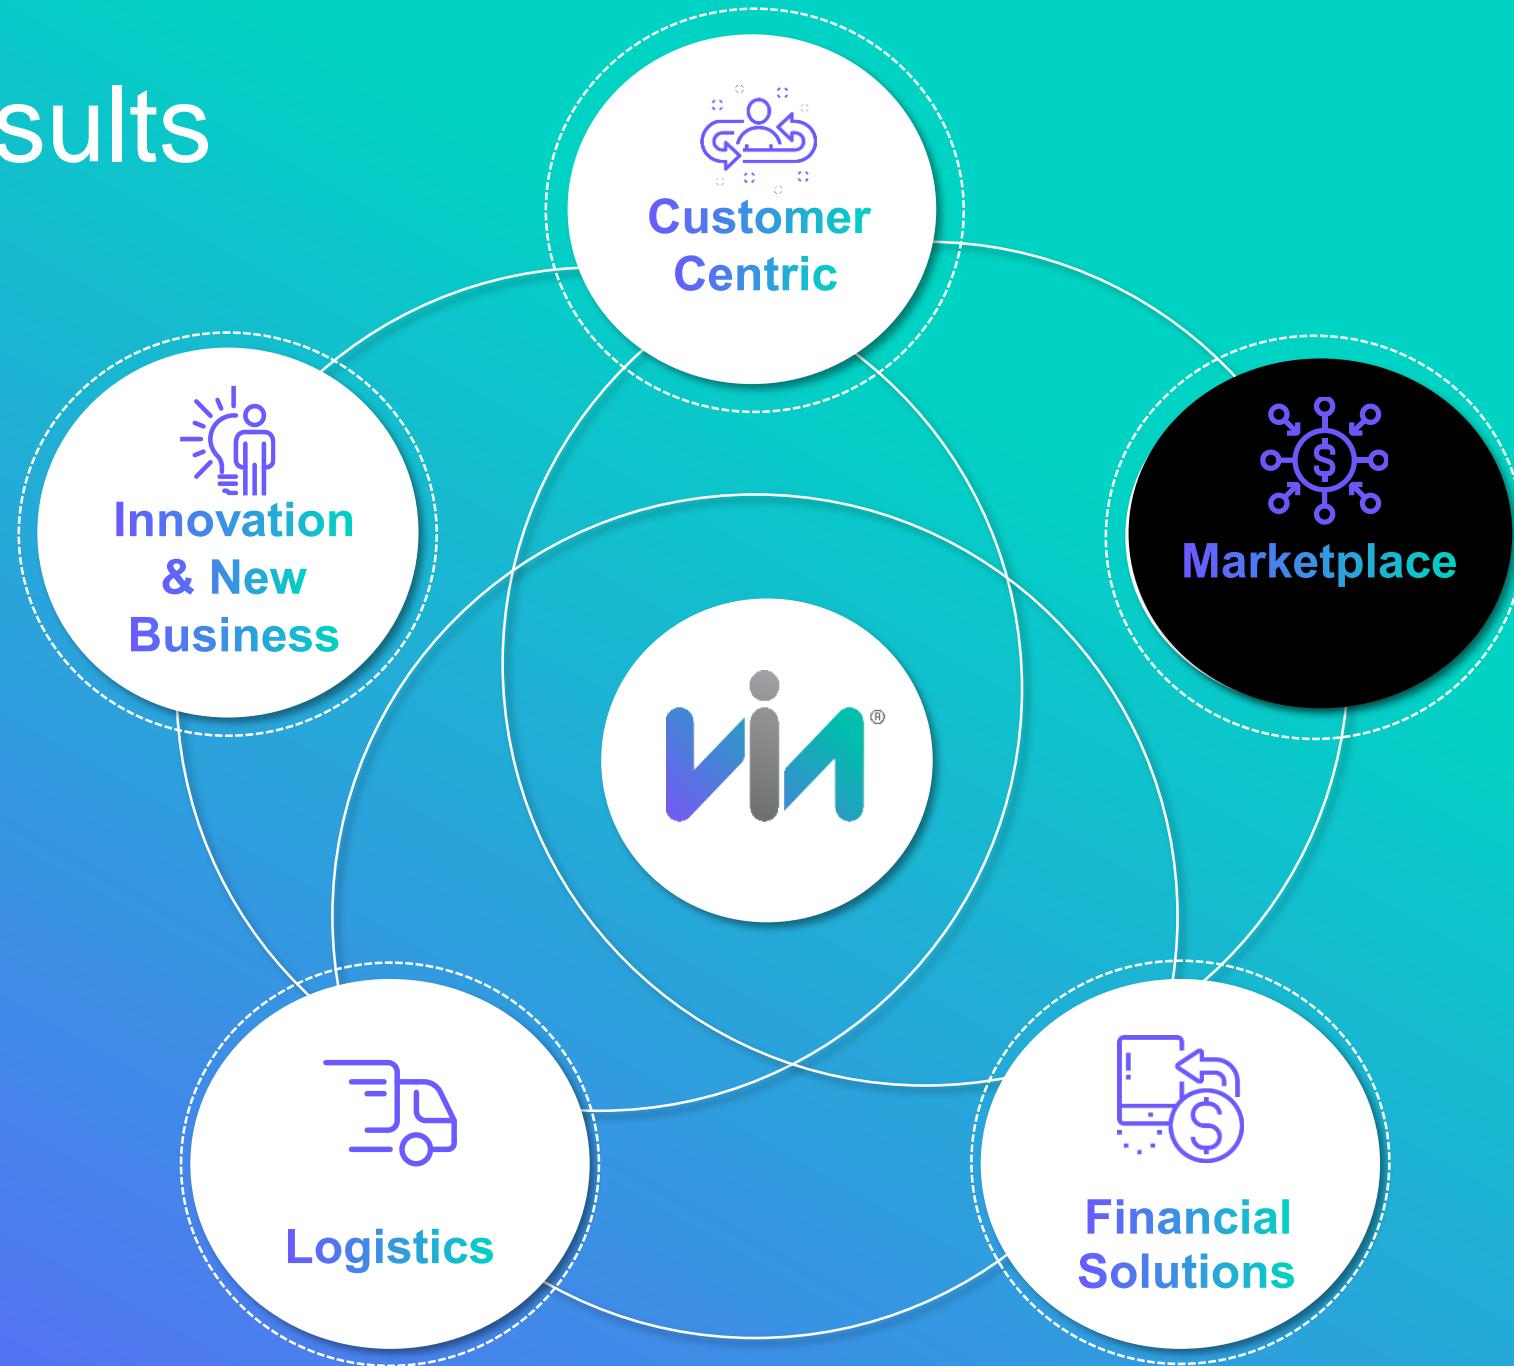 sults
Customer
Centric
Innovation
& New
Business
Marketplace
via®
Logistics
Financial
Solutions